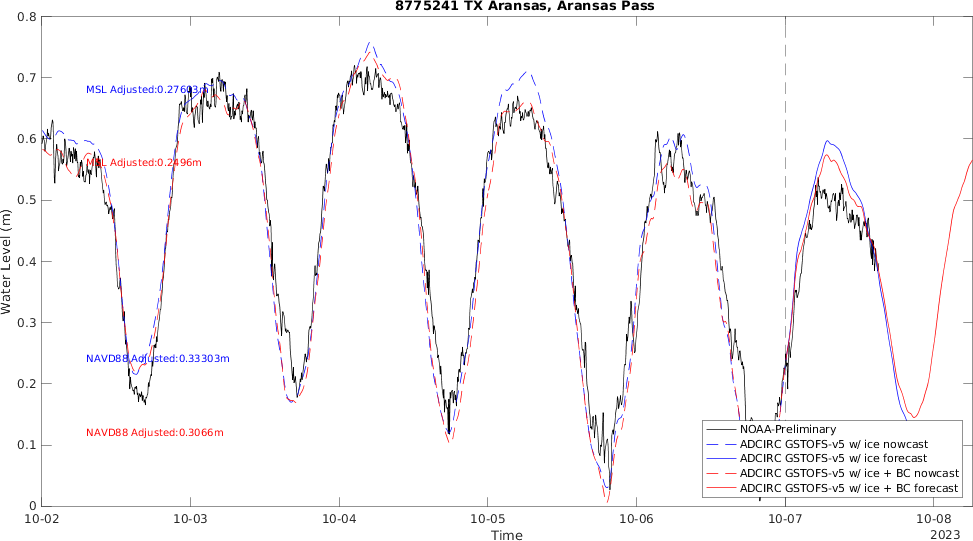 8775241 TX Aransas, Aransas Pass
0.8
0.7
0.6
0.5
0.4
0.3
0.2
0.1
0
Water Level (m)
MSL Adjusted:0.27603m
MSL Adjusted:0.2496m
NAVD88 Adjusted:0.33303m
NAVD88 Adjusted:0.3066m
NOAA-Preliminary
ADCIRC GSTOFS-v5 w/ ice nowcast
ADCIRC GSTOFS-v5 w/ ice forecast
ADCIRC GSTOFS-v5 w/ ice + BC nowcast
ADCIRC GSTOFS-v5 w/ ice + BC forecast
10-02 10-03 10-04 10-05 10-06 10-07 10-08
Time
2023